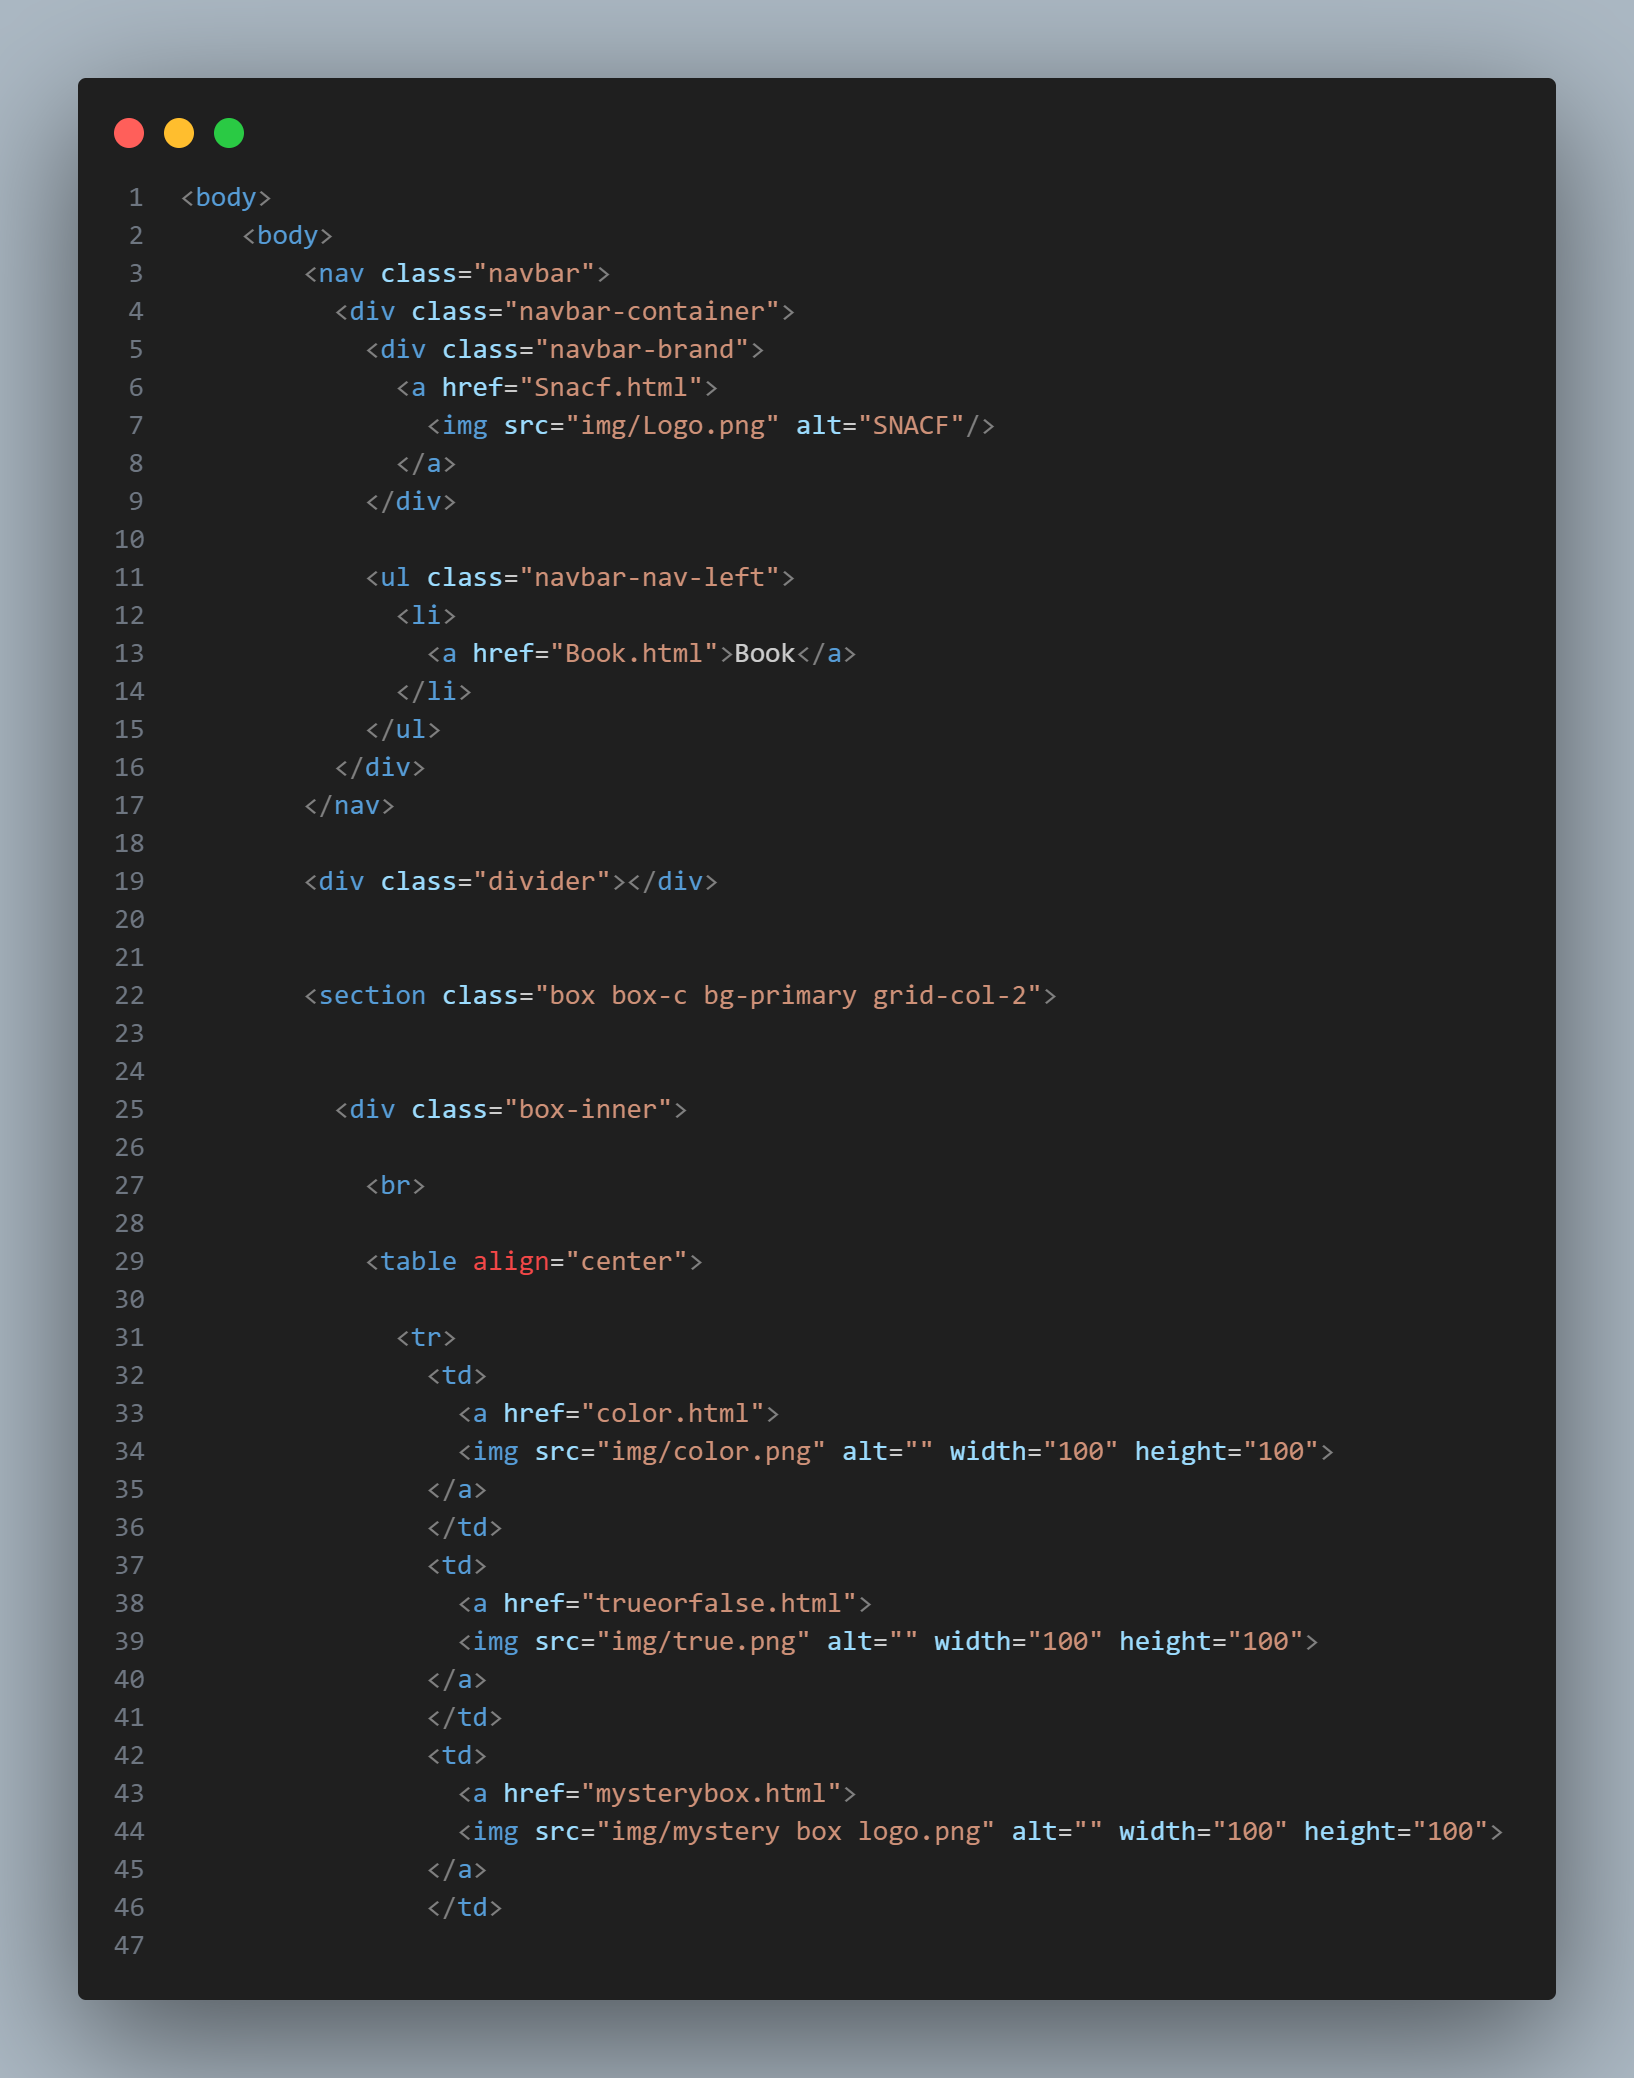 1 <body>
2     <body>
3         <nav class="navbar">
4           <div class="navbar-container">
5             <div class="navbar-brand">
6               <a href="Snacf.html">
7                 <img src="img/Logo.png" alt="SNACF"/>
8               </a>
9             </div>
10
11             <ul class="navbar-nav-left">
12               <li>
13                 <a href="Book.html">Book</a>
14               </li>
15             </ul>
16           </div>
17         </nav>
18
19         <div class="divider"></div>
20
21
22         <section class="box box-c bg-primary grid-col-2">
23
24
25           <div class="box-inner">
26
27             <br>
28
29             <table align="center">
30
31               <tr>
32                 <td>
33                   <a href="color.html">
34                   <img src="img/color.png" alt="" width="100" height="100">
35                 </a>
36                 </td>
37                 <td>
38                   <a href="trueorfalse.html">
39                   <img src="img/true.png" alt="" width="100" height="100">
40                 </a>
41                 </td>
42                 <td>
43                   <a href="mysterybox.html">
44                   <img src="img/mystery box logo.png" alt="" width="100" height="100">
45                 </a>
46                 </td>
47